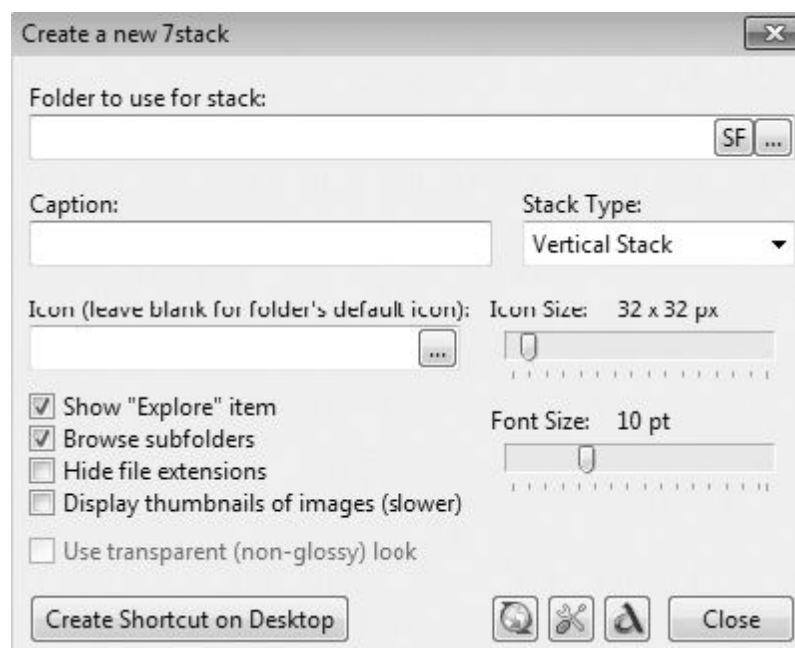 Create a new 7stack
Folder to use for stack:
SF ...
Caption: Stack Type:
Vertical Stack
Icon (leave blank for folder's default icon): Icon Size: 32 x 32 px
...
Show "Explore" item
Browse subfolders
Font Size: 10 pt
Hide file extensions
Display thumbnails of images (slower)
Use transparent (non-glossy) look
Create Shortcut on Desktop Close